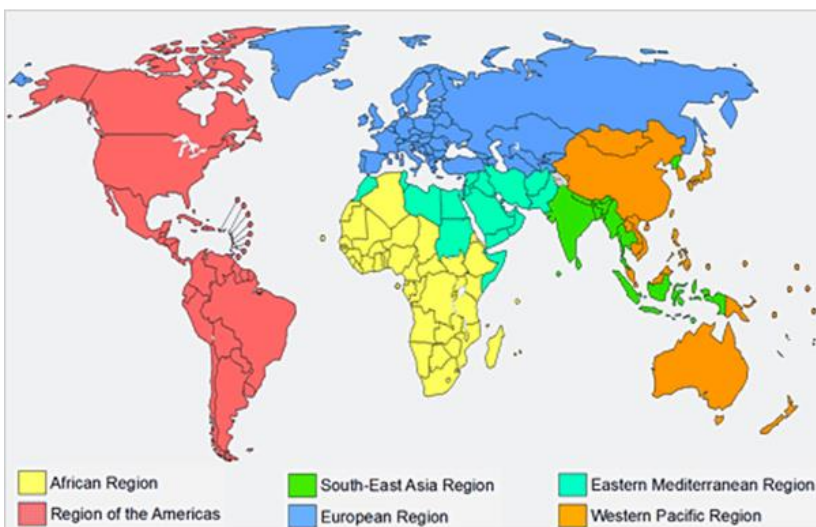 African Region
South-East Asia Region
Eastern Mediterranean Region
Region of the Americas
European Region
Western Pacific Region